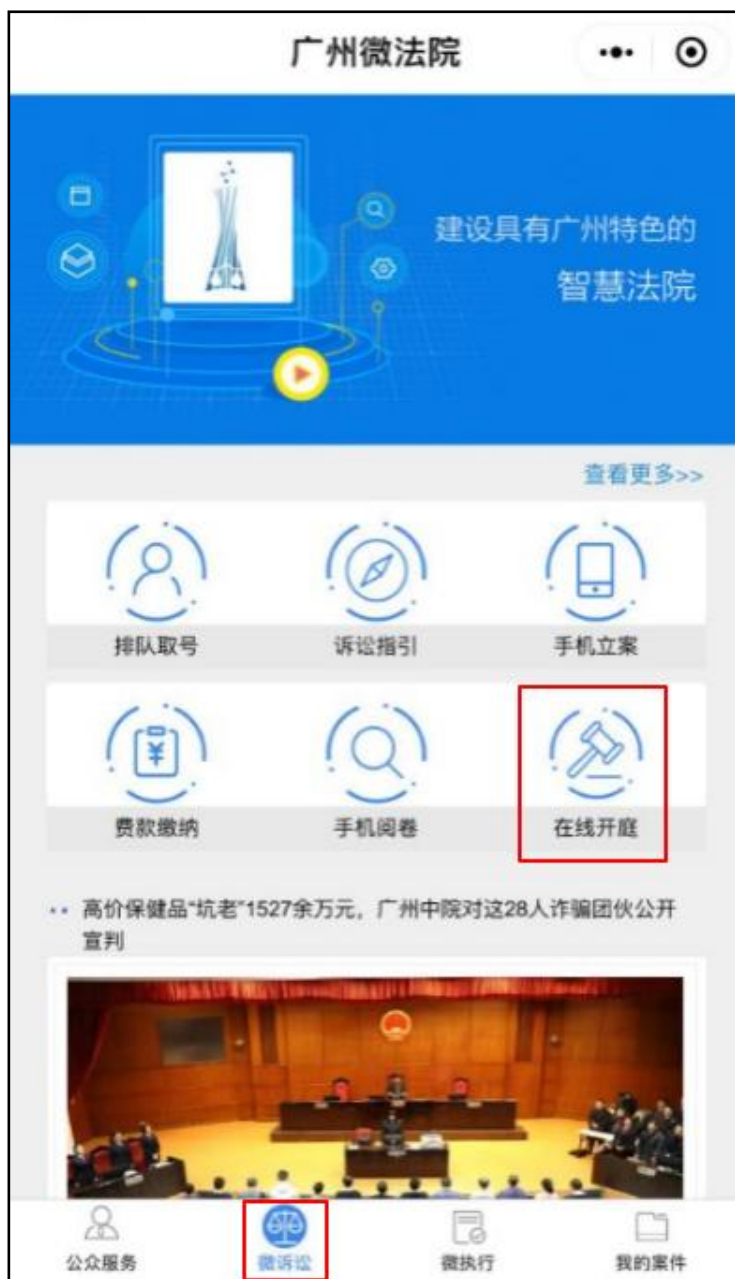 广州微法院
建设具有广州特色的
智慧法院
查看更多>>
排队取号
诉讼指引
手机立案
费款缴纳
手机阅卷
在线开庭
高价保健品“坑老”1527余万元，广州中院对这28人诈骗团伙公开
宣判
公众服务
微诉讼
微执行
我的案件